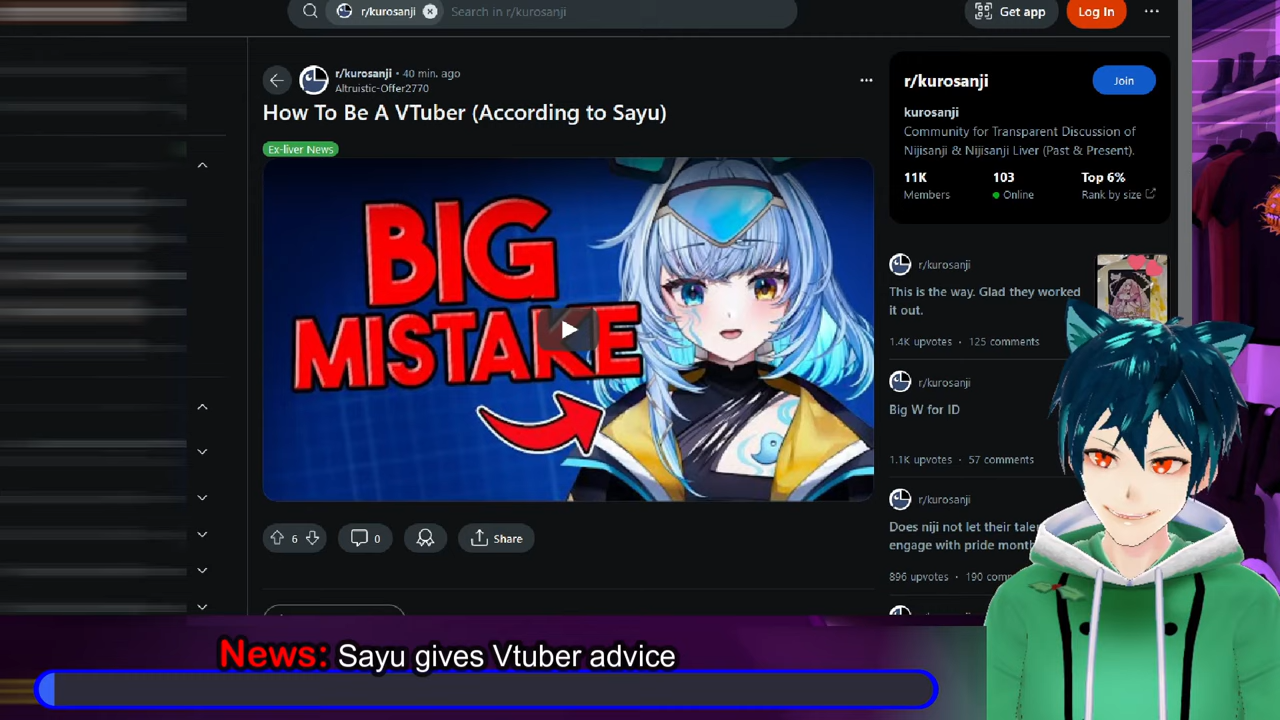 r/kurosanji
Search in r/kurosanji
Get app
Log In
r/kurosanji • 40 min. ago
Altruistic-Offer2770
How To Be A VTuber (According to Sayu)
Ex-liver News
BIG
MISTAKE
6
0
Share
r/kurosanji
Join
kurosanji
Community for Transparent Discussion of
Nijisanji & Nijisanji Liver (Past & Present).
11K
103
Top 6%
Members
Online
Rank by size
r/kurosanji
This is the way. Glad they worked
it out.
1.4K upvotes • 125 comments
r/kurosanji
Big W for ID
1.1K upvotes • 57 comments
r/kurosanji
Does niji not let their
engage with pride
896 upvotes • 190
News: Sayu gives Vtuber advice